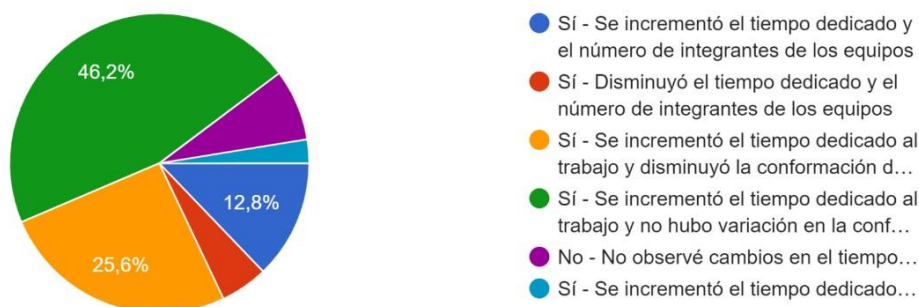 46,2%
12,8%
25,6%
Sí - Se incrementó el tiempo dedicado y
el número de integrantes de los equipos
Sí - Disminuyó el tiempo dedicado y el
número de integrantes de los equipos
Sí - Se incrementó el tiempo dedicado al
trabajo y disminuyó la conformación d…
Sí - Se incrementó el tiempo dedicado al
trabajo y no hubo variación en la conf…
No - No observé cambios en el tiempo…
Sí - Se incrementó el tiempo dedicado…